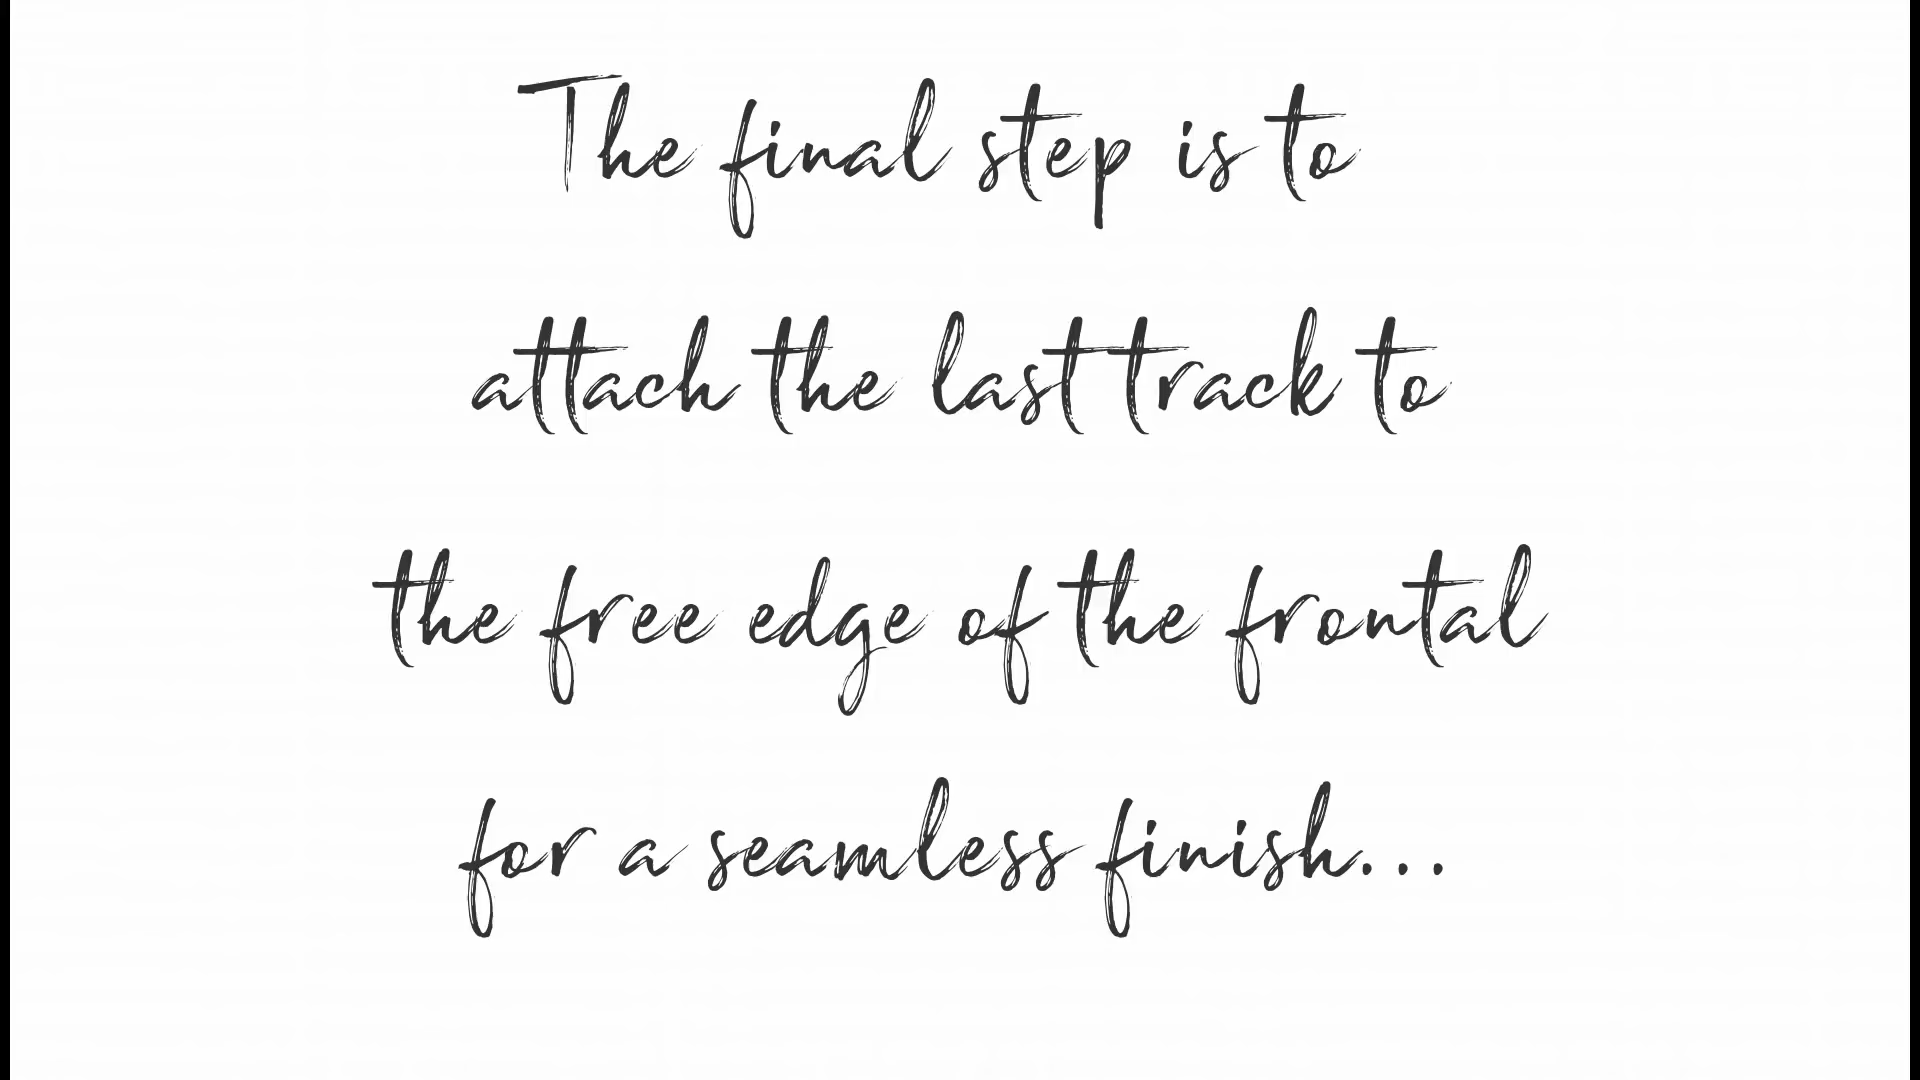 The final step is to
attach the last track to
the free edge of the frontal
for a seamless finish...